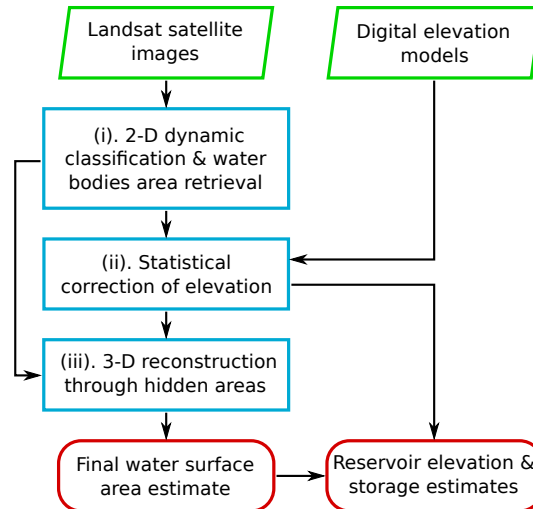 Landsat satellite
images
Digital elevation
models
(i). 2-D dynamic
classification & water
bodies area retrieval
(ii). Statistical
correction of elevation
(iii). 3-D reconstruction
through hidden areas
Final water surface
area estimate
Reservoir elevation &
storage estimates